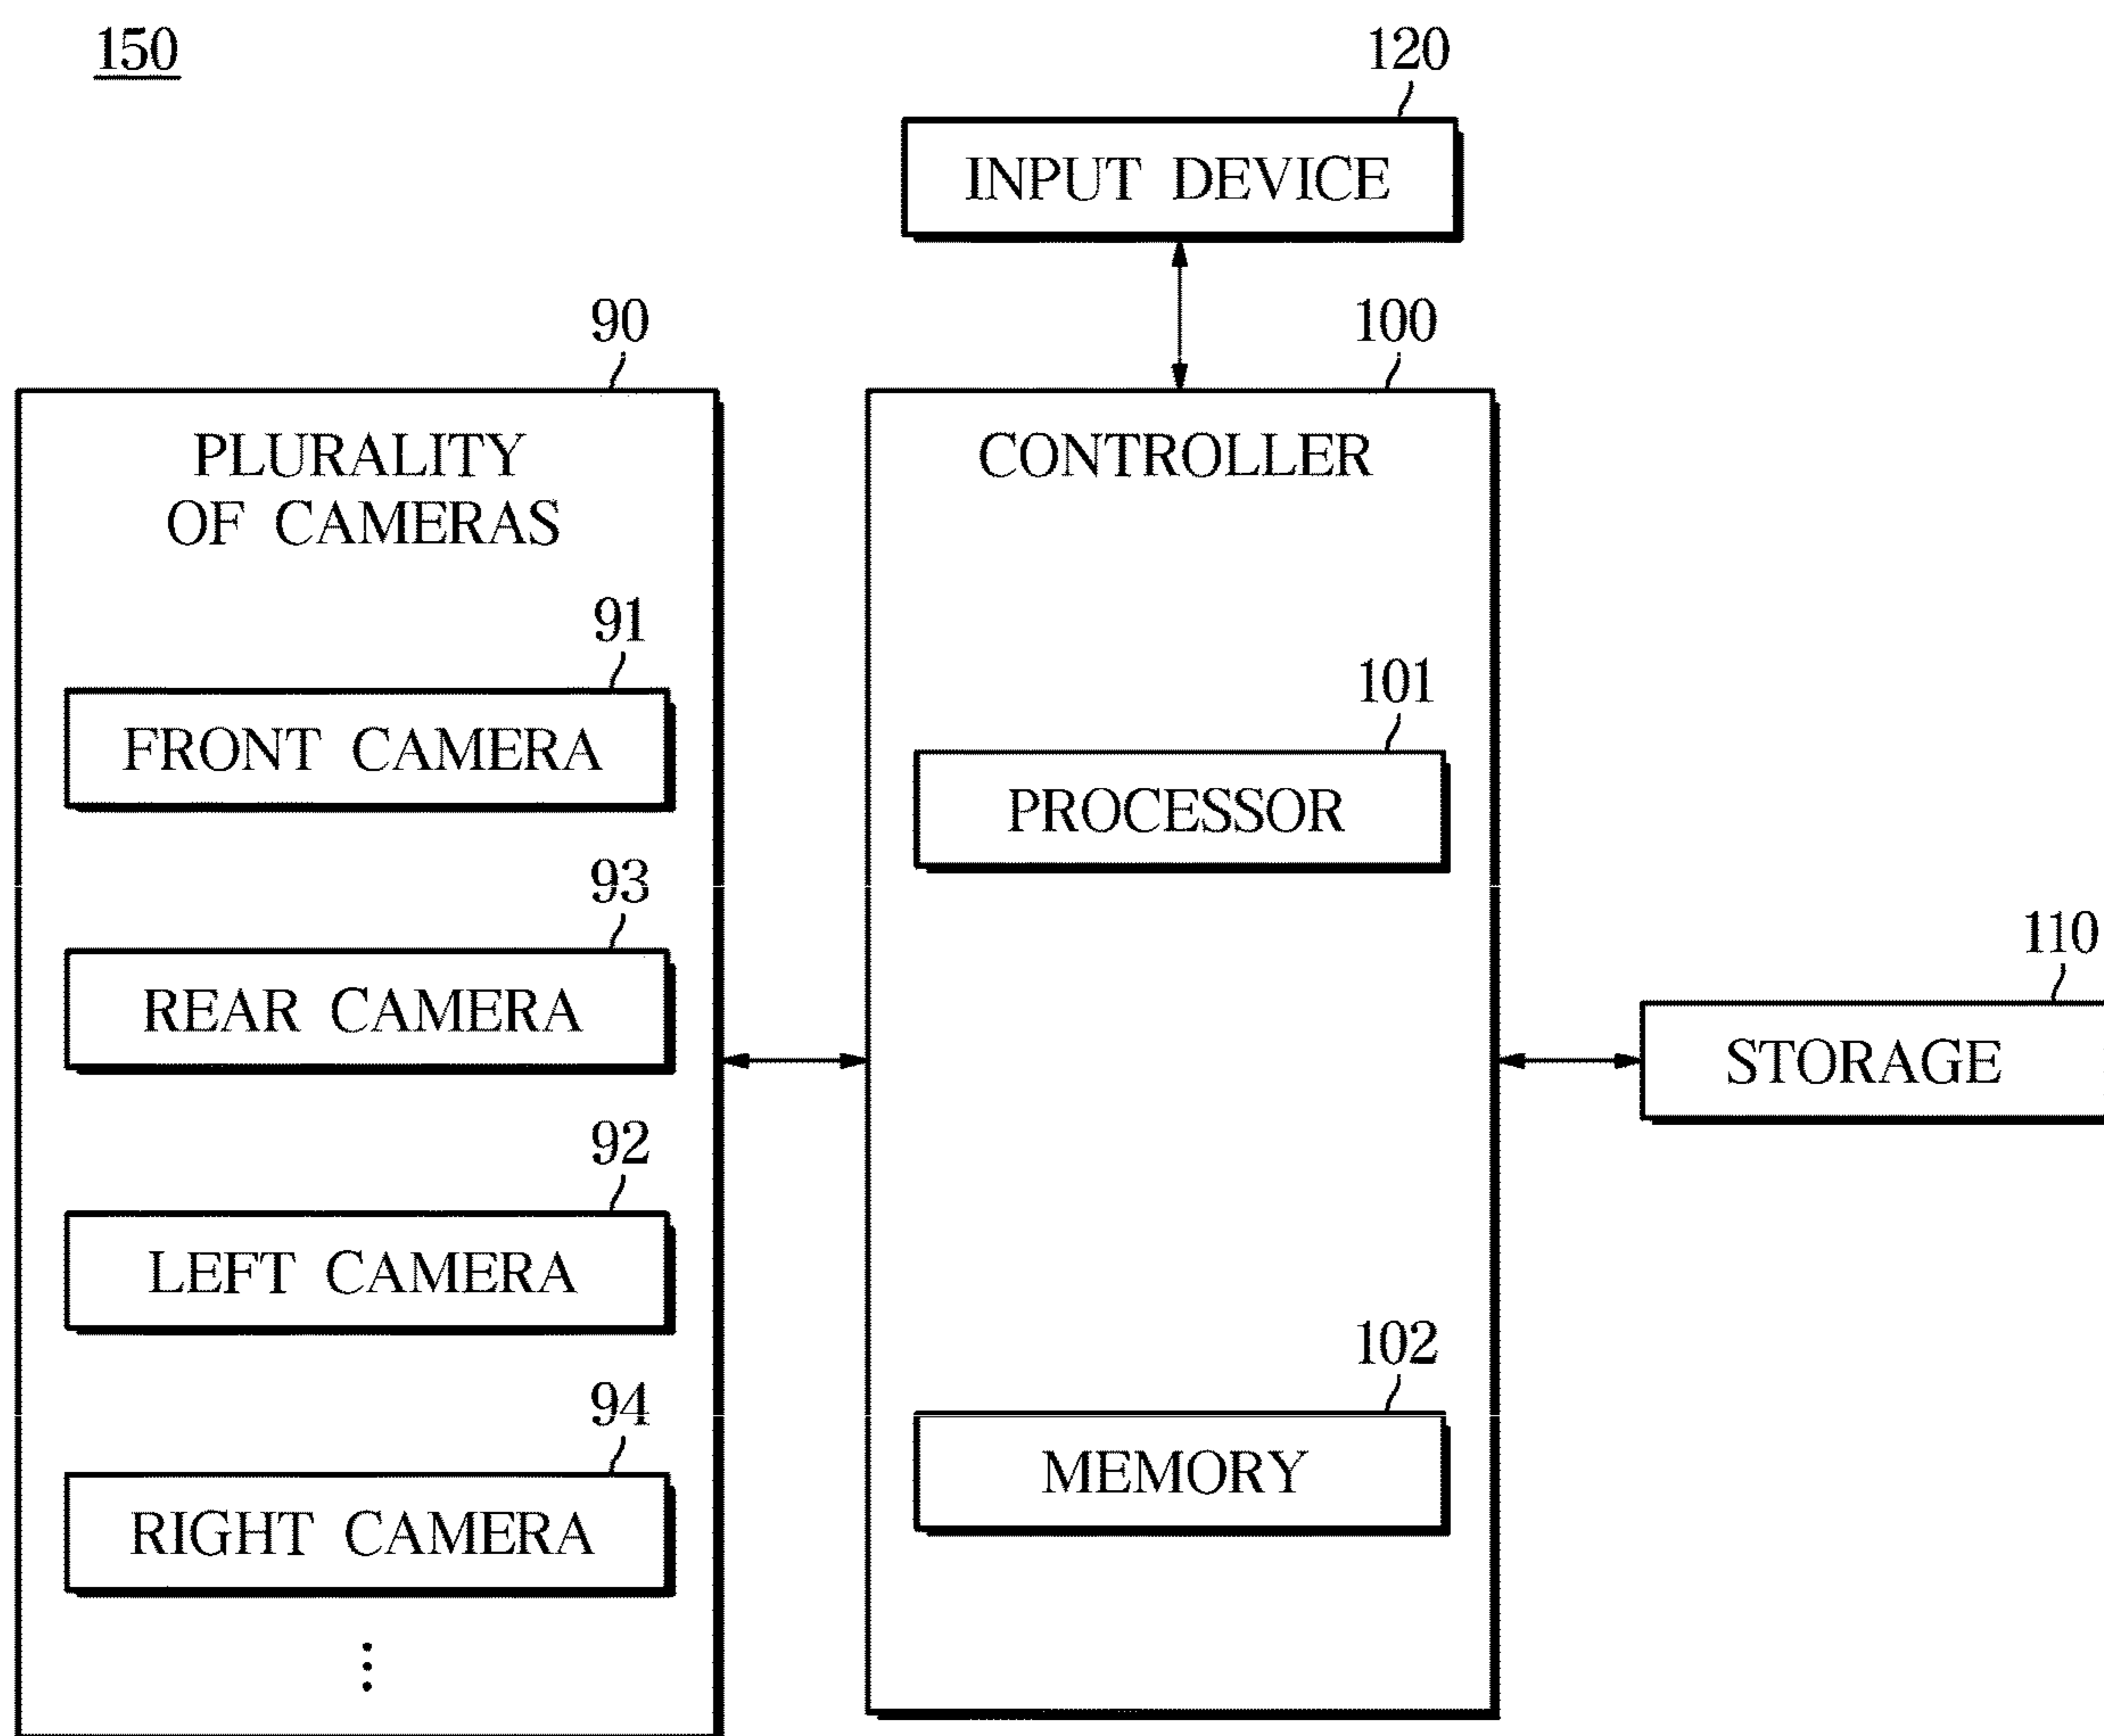 150
120
INPUT DEVICE
90
PLURALITY
OF CAMERAS
91
FRONT CAMERA
93
REAR CAMERA
92
LEFT CAMERA
94
RIGHT CAMERA
100
CONTROLLER
101
PROCESSOR
102
MEMORY
110
STORAGE